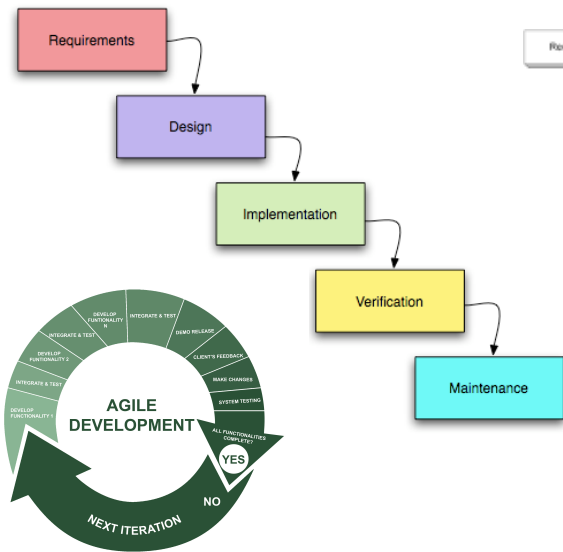 Requirements
Design
Implementation
Verification
Maintenance
AGILE
DEVELOPMENT
DEVELOP
FUNCTIONALITY 1
INTEGRATE & TEST
DEVELOP
FUNTIONALITY 2
INTEGRATE & TEST
DEVELOP
FUNTIONALITY
N
INTEGRATE & TEST
DEMO RELEASE
CLIENT'S FEEDBACK
MAKE CHANGES
SYSTEM TESTING
ALL FUNCTIONALITIES
COMPLETE?
YES
NO
NEXT ITERATION